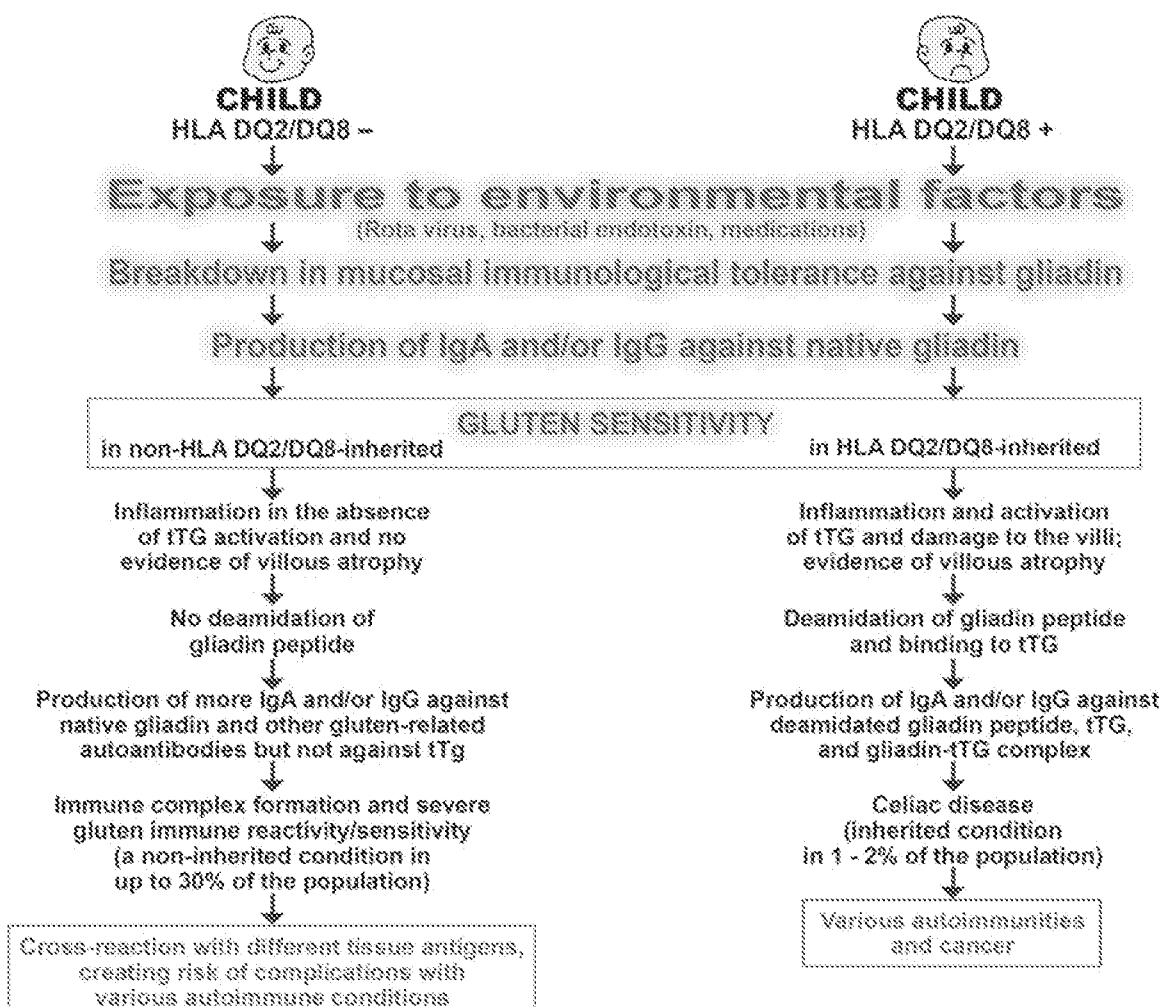 CHILD
HLA DQ2/DQ8 –
CHILD
HLA DQ2/DQ8 +
Exposure to environmental factors
(Rota virus, bacterial endotoxin, medications)
Breakdown in mucosal immunological tolerance against gliadin
Production of IgA and/or IgG against native gliadin
GLUTEN SENSITIVITY
in non-HLA DQ2/DQ8-inherited
in HLA DQ2/DQ8-inherited
Inflammation in the absence
of tTG activation and no
evidence of villous atrophy
No deamidation of
gliadin peptide
Production of more IgA and/or IgG against
native gliadin and other gluten-related
autoantibodies but not against tTg
Immune complex formation and severe
gluten immune reactivity/sensitivity
(a non-inherited condition in
up to 30% of the population)
Cross-reaction with different tissue antigens,
creating risk of complications with
various autoimmune conditions
Inflammation and activation
of tTG and damage to the villi;
evidence of villous atrophy
Deamidation of gliadin peptide
and binding to tTG
Production of IgA and/or IgG against
deamidated gliadin peptide, tTG,
and gliadin-tTG complex
Celiac disease
(inherited condition
in 1 - 2% of the population)
Various autoimmunities
and cancer